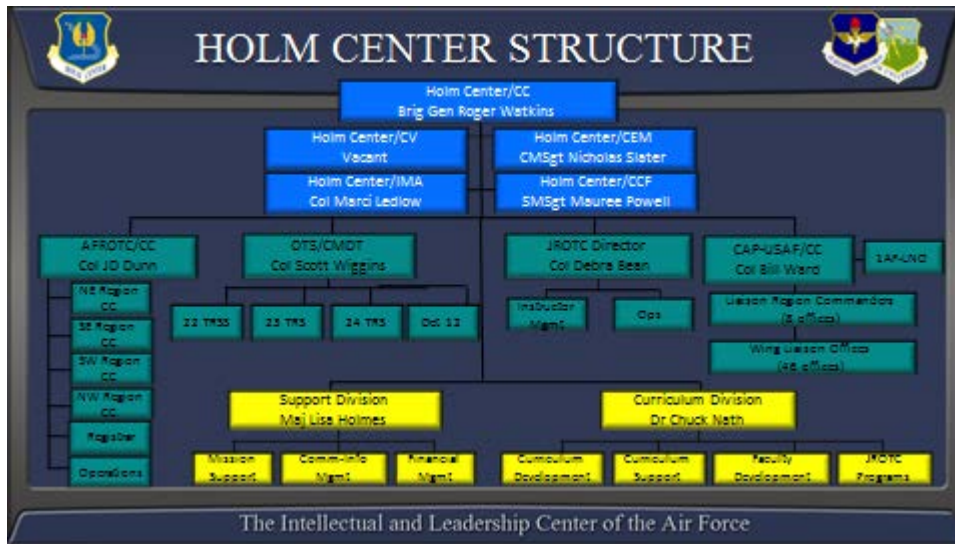 HOLM CENTER STRUCTURE
Holm Center/CC
Brig Gen Roger Watkins
Holm Center/CV
Vacant
Holm Center/CEM
CMSgt Nicholas Slater
Holm Center/IMA
Col Marci Ledlow
Holm Center/CCF
SMSgt Mauree Powell
AFROTC/CC
Col JD Dunn
OTS/CMDT
Col Scott Wiggins
JROTC Director
Col Debra Bean
CAP-USAF/CC
Col Bill Ward
1AF-LNO
NE Region
CC
SE Region
CC
SW Region
CC
NW Region
CC
Registrar
Operations
22 TRSS
23 TRS
24 TRS
Det 12
Instructor
Mgmt
Ops
Liaison Region Commanders
(8 offices)
Wing Liaison Offices
(46 offices)
Support Division
Maj Lisa Holmes
Curriculum Division
Dr Chuck Nath
Mission
Support
Comm-Info
Mgmt
Financial
Mgmt
Curriculum
Development
Curriculum
Support
Faculty
Development
JROTC
Programs
The Intellectual and Leadership Center of the Air Force